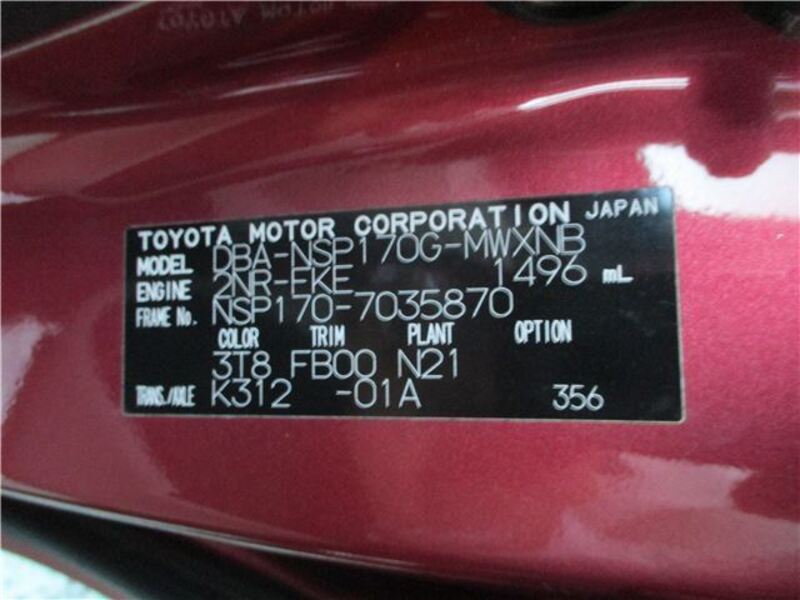 TOYOTA MOTOR CORPORATION JAPAN
MODEL DBA-NSP170G-MWXNB
ENGINE 2NR-FKE 1496 mL
FRAME No. NSP170-7035870
COLOR TRIM PLANT OPTION
3T8 FB00 N21
TRANS./AXLE K312 -01A 356